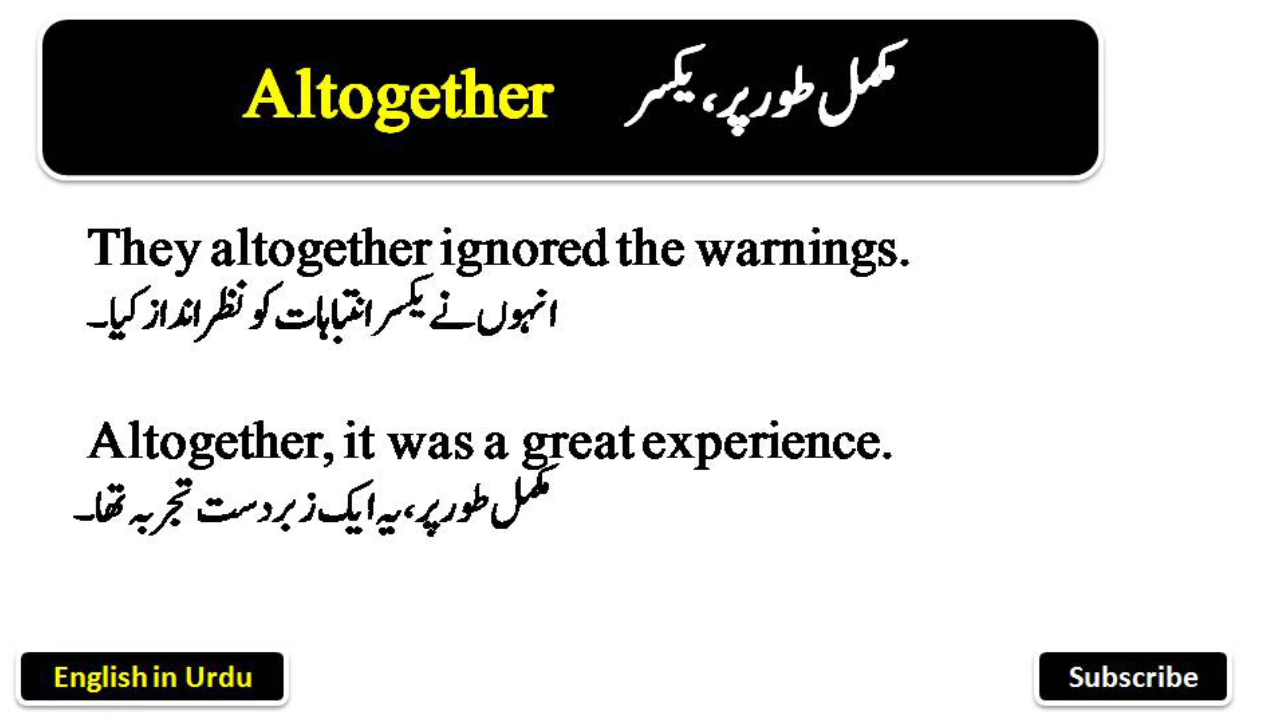 Altogether مکمل طور پر، یکسر
They altogether ignored the warnings.
انہوں نے یکسر انتباہات کو نظر انداز کیا۔
Altogether, it was a great experience.
مکمل طور پر، یہ ایک زبردست تجربہ تھا۔
English in Urdu
Subscribe